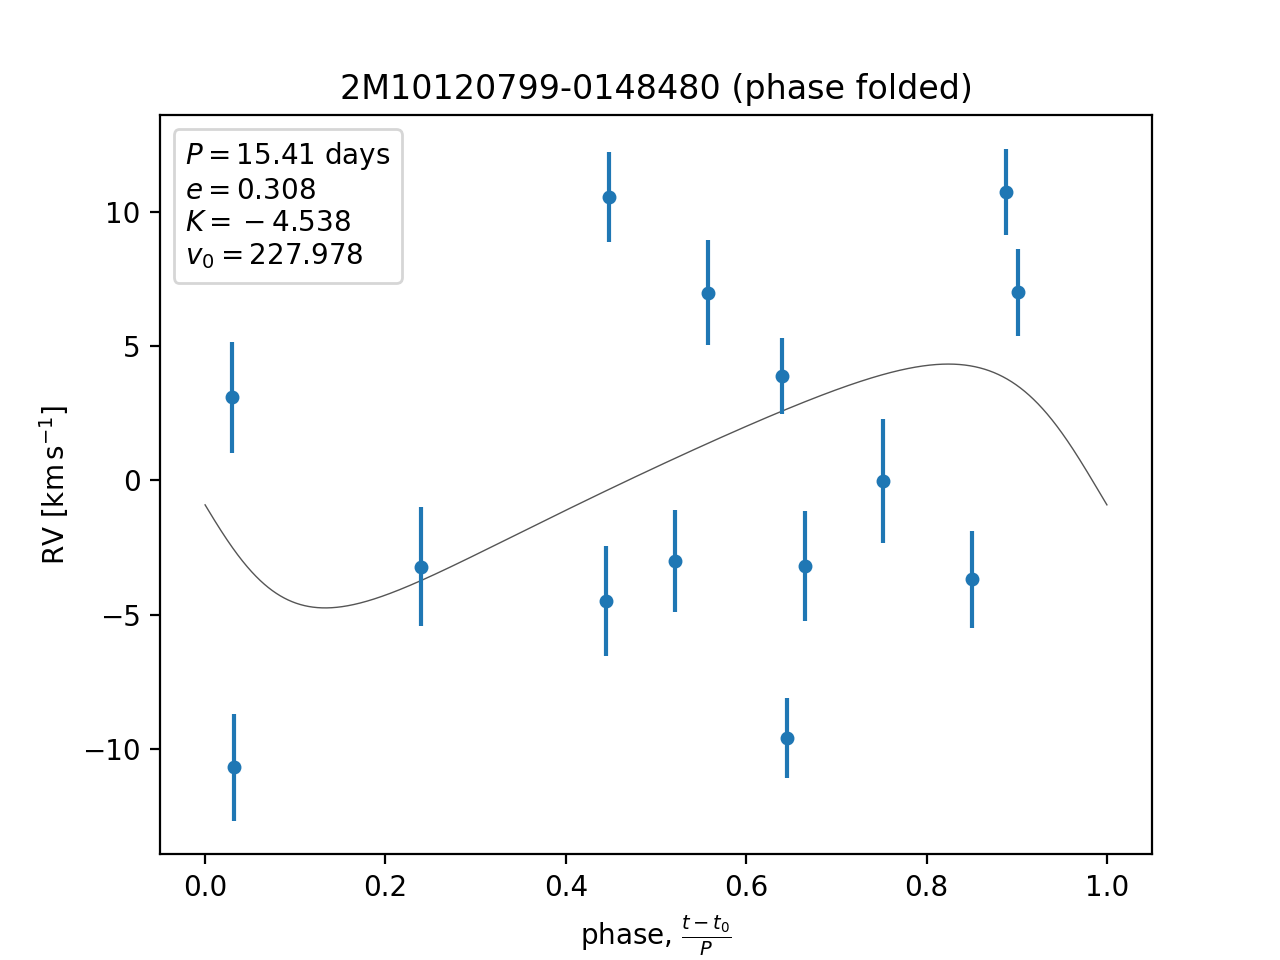 2M10120799-0148480 (phase folded)
P = 15.41 days
e = 0.308
K = −4.538
v₀ = 227.978
10
5
0
−5
−10
RV [km s⁻¹]
0.0 0.2 0.4 0.6 0.8 1.0
phase, (t − t₀)/P